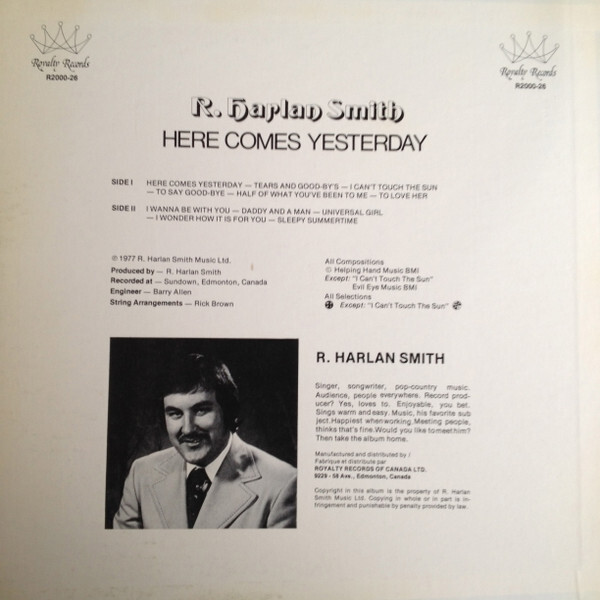 Royalty Records
R2000-26
Royalty Records
R2000-26
R. Harlan Smith
HERE COMES YESTERDAY
SIDE I HERE COMES YESTERDAY — TEARS AND GOOD-BY'S — I CAN'T TOUCH THE SUN
— TO SAY GOOD-BYE — HALF OF WHAT YOU'VE BEEN TO ME — TO LOVE HER
SIDE II I WANNA BE WITH YOU — DADDY AND A MAN — UNIVERSAL GIRL
— I WONDER HOW IT IS FOR YOU — SLEEPY SUMMERTIME
℗ 1977 R. Harlan Smith Music Ltd.
Produced by — R. Harlan Smith
Recorded at — Sundown, Edmonton, Canada
Engineer — Barry Allen
String Arrangements — Rick Brown
All Compositions
© Helping Hand Music BMI
Except: "I Can't Touch The Sun"
Evil Eye Music BMI
All Selections
Except: "I Can't Touch The Sun"
R. HARLAN SMITH
Singer, songwriter, pop-country music.
Audience, people everywhere. Record prod-
ucer? Yes, loves to. Enjoyable, you bet.
Sings warm and easy. Music, his favorite sub
ject. Happiest when working. Meeting people,
thinks that's fine. Would you like to meet him?
Then take the album home.
Manufactured and distributed by /
Fabrique et distribute par
ROYALTY RECORDS OF CANADA LTD.
9229 - 58 Ave., Edmonton, Canada
Copyright in this album is the property of R. Harlan
Smith Music Ltd. Copying in whole or in part is in-
fringement and punishable by penalty provided by law.